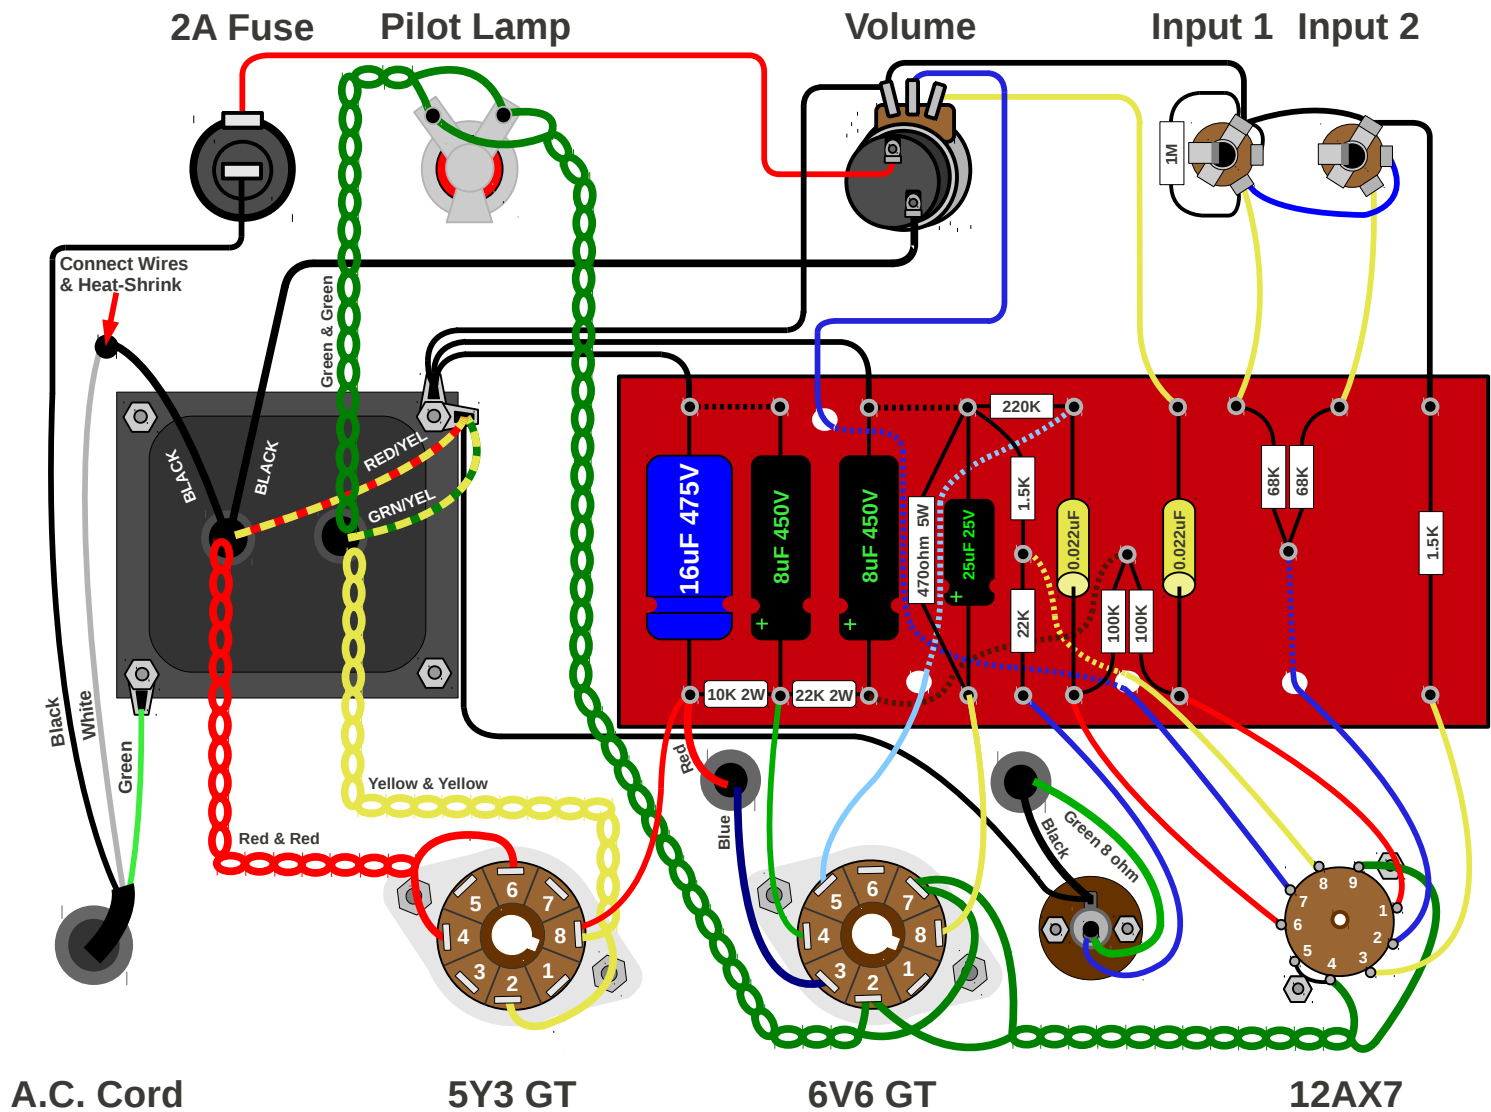 2A Fuse
Pilot Lamp
Volume
Input 1
Input 2
1M
Connect Wires
& Heat-Shrink
Green & Green
BLACK
BLACK
RED/YEL
GRN/YEL
220K
16uF 475V
8uF 450V
+
8uF 450V
+
470ohm 5W
25uF 25V
+
1.5K
22K
0.022uF
100K
100K
0.022uF
68K
68K
1.5K
10K 2W
22K 2W
Black
White
Green
Red
Blue
Yellow & Yellow
Red & Red
Black
Green 8 ohm
1
2
3
4
5
6
7
8
1
2
3
4
5
6
7
8
1
2
3
4
5
6
7
8
9
A.C. Cord
5Y3 GT
6V6 GT
12AX7